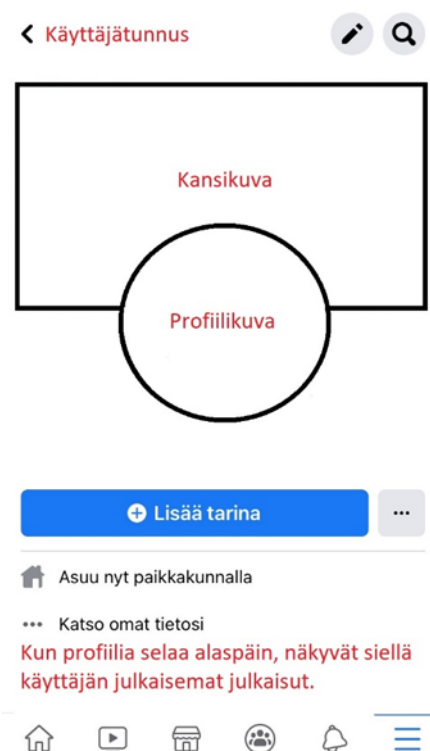 Käyttäjätunnus
Kansikuva
Profiilikuva
Lisää tarina
Asuu nyt paikkakunnalla
Katso omat tietosi
Kun profiilia selaa alaspäin, näkyvät siellä
käyttäjän julkaisemat julkaisut.